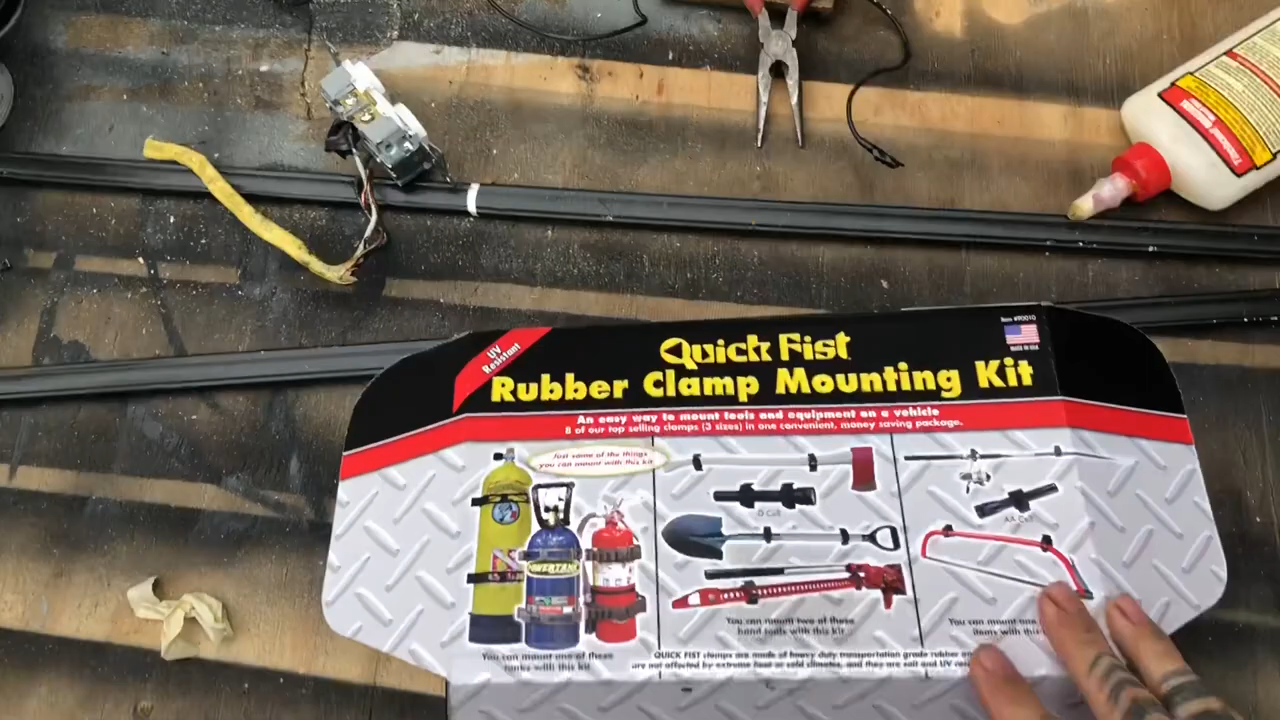 Item #90010
MADE IN USA
UV
Resistant
Quick Fist
Rubber Clamp Mounting Kit
An easy way to mount tools and equipment on a vehicle
8 of our top selling clamps (3 sizes) in one convenient, money saving package.
Just some of the things
you can mount with this kit
D Cell
AA Cell
POWERTANK
You can mount one of these
tanks with this kit
You can mount two of these
hand tools with this kit
You can mount
items with this
QUICK FIST clamps are made of heavy duty transportation grade rubber
are not affected by extreme heat or cold climates, and they are salt and UV